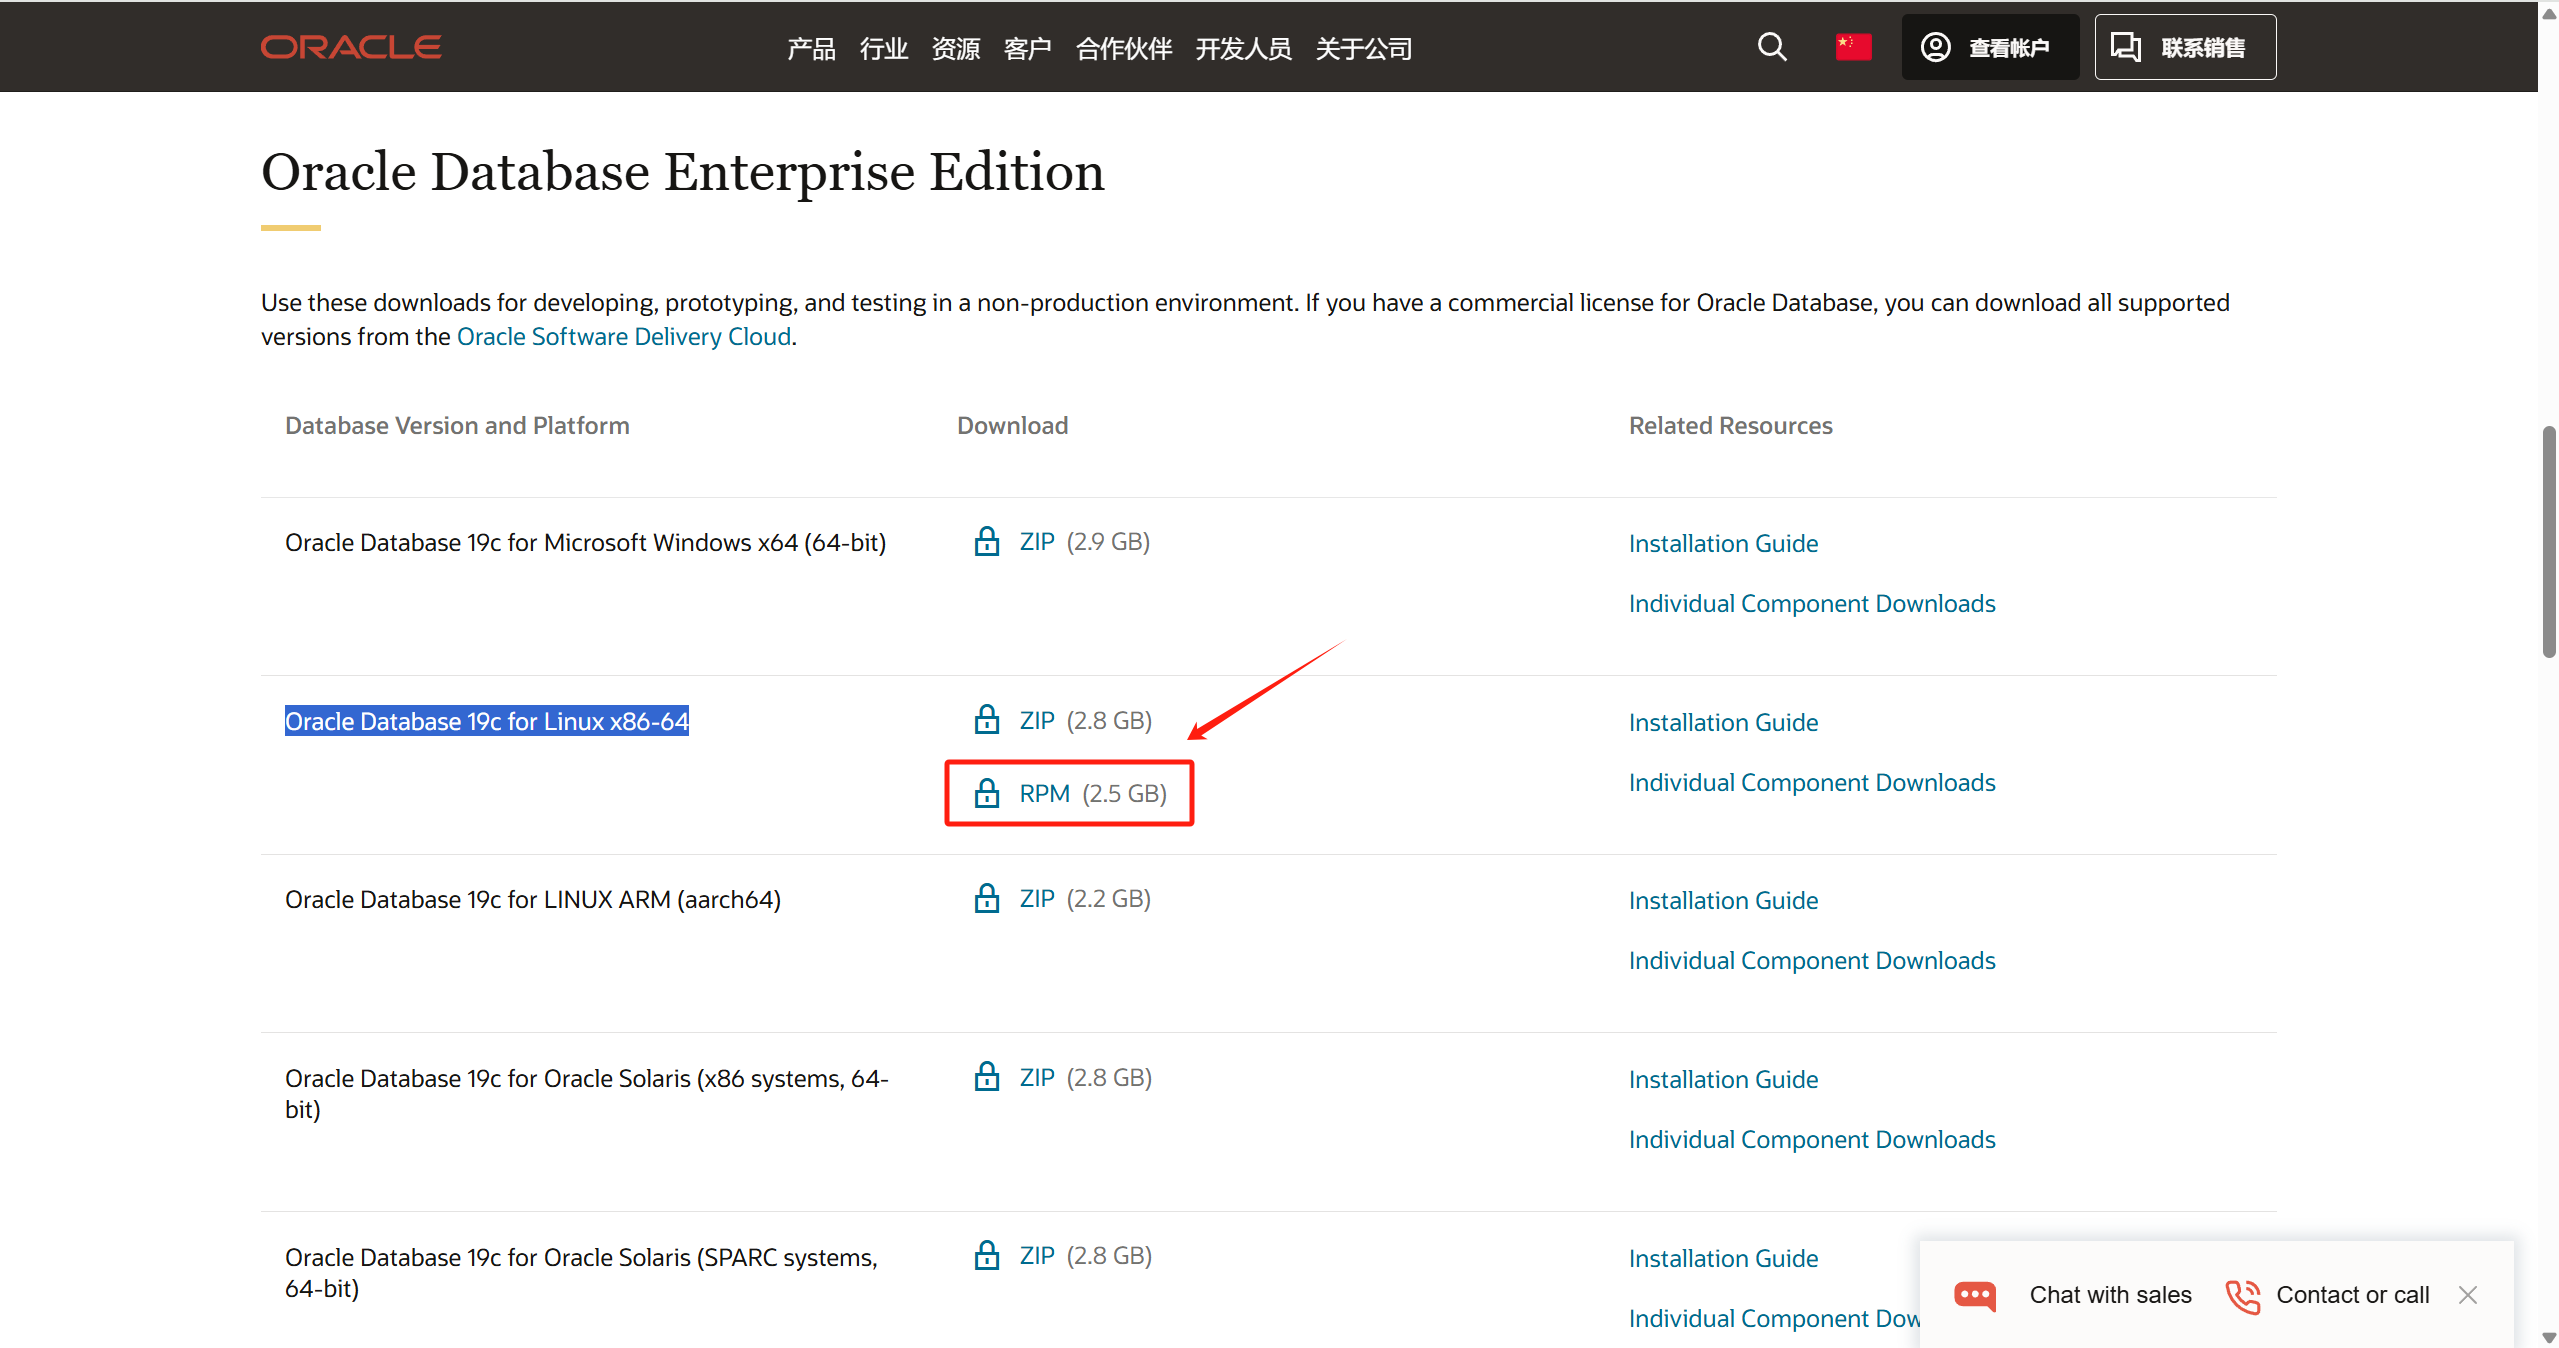 ORACLE 产品 行业 资源 客户 合作伙伴 开发人员 关于公司 查看帐户 联系销售
Oracle Database Enterprise Edition
Use these downloads for developing, prototyping, and testing in a non-production environment. If you have a commercial license for Oracle Database, you can download all supported
versions from the Oracle Software Delivery Cloud.
Database Version and Platform Download Related Resources
Oracle Database 19c for Microsoft Windows x64 (64-bit) ZIP (2.9 GB) Installation Guide
Individual Component Downloads
Oracle Database 19c for Linux x86-64 ZIP (2.8 GB) Installation Guide
RPM (2.5 GB) Individual Component Downloads
Oracle Database 19c for LINUX ARM (aarch64) ZIP (2.2 GB) Installation Guide
Individual Component Downloads
Oracle Database 19c for Oracle Solaris (x86 systems, 64-
bit) ZIP (2.8 GB) Installation Guide
Individual Component Downloads
Oracle Database 19c for Oracle Solaris (SPARC systems,
64-bit) ZIP (2.8 GB) Installation Guide
Individual Component Dow
Chat with sales Contact or call